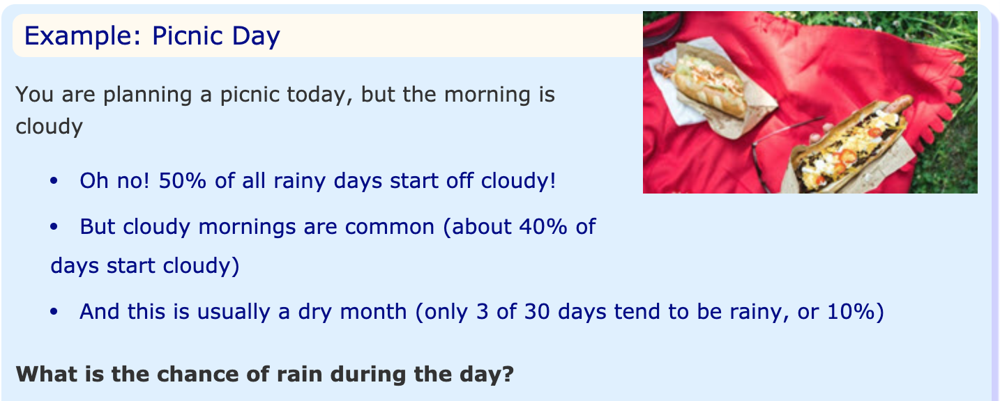 Example: Picnic Day
You are planning a picnic today, but the morning is
cloudy
• Oh no! 50% of all rainy days start off cloudy!
• But cloudy mornings are common (about 40% of
days start cloudy)
• And this is usually a dry month (only 3 of 30 days tend to be rainy, or 10%)
What is the chance of rain during the day?